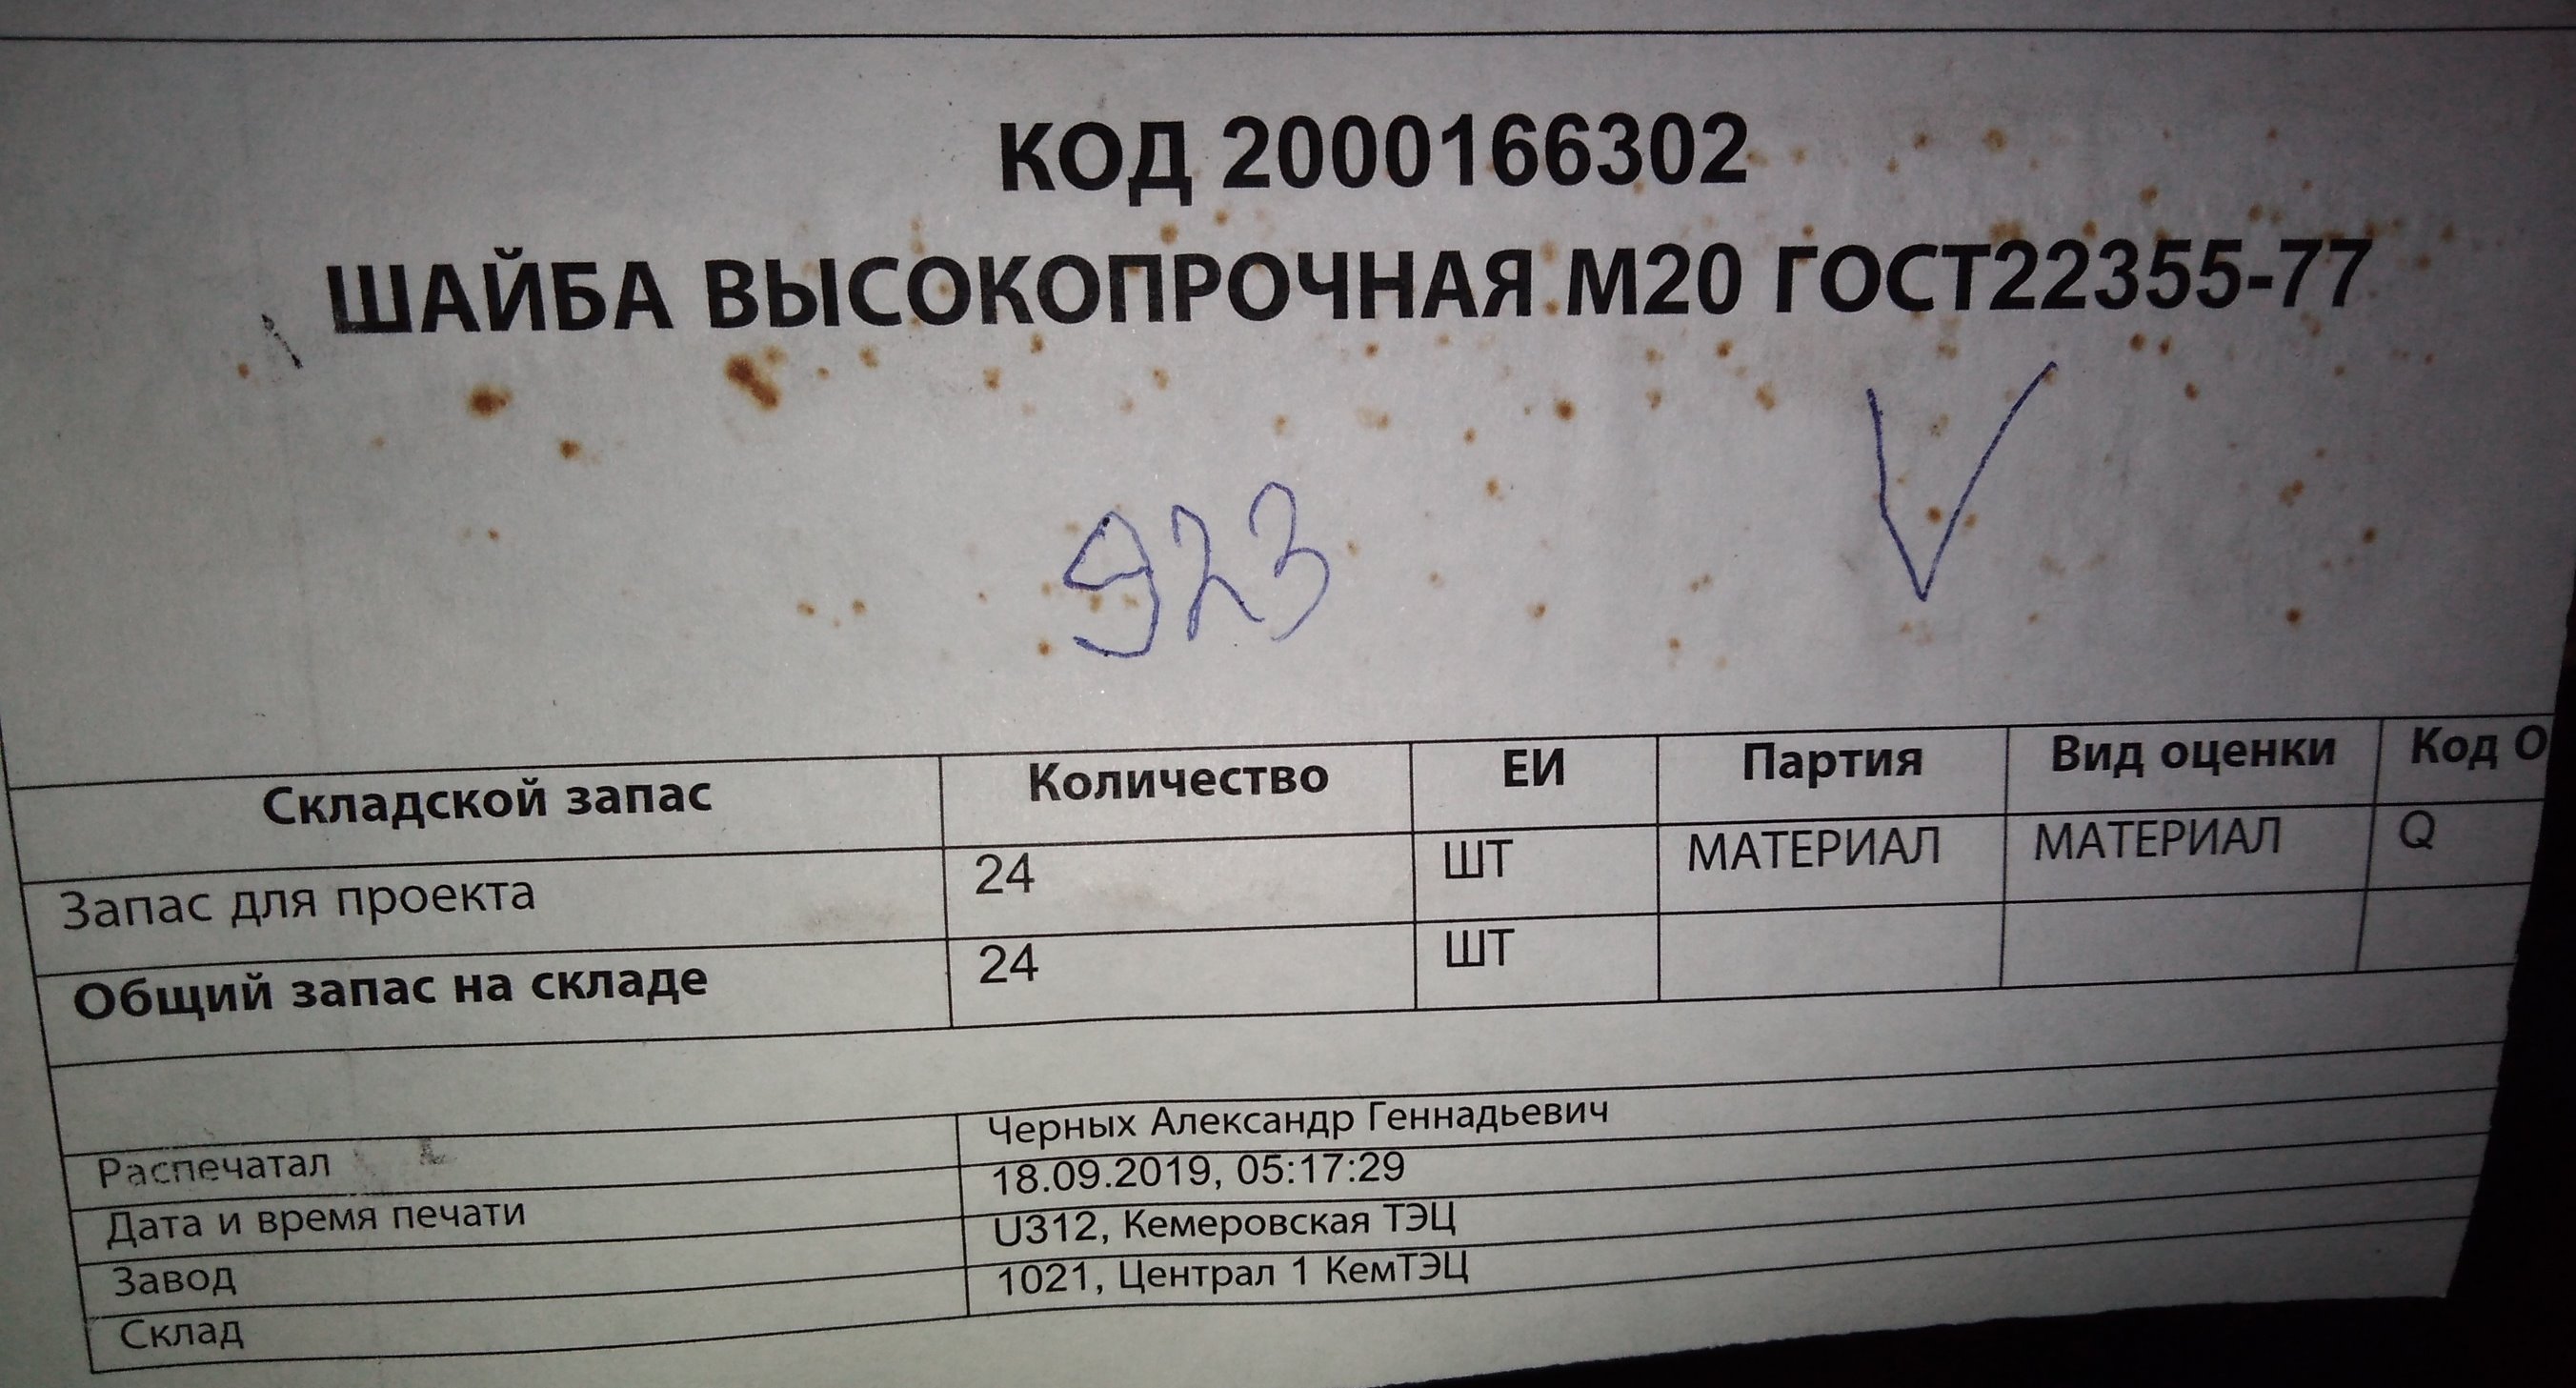 КОД 2000166302
ШАЙБА ВЫСОКОПРОЧНАЯ М20 ГОСТ22355-77
923
Складской запас Количество ЕИ Партия Вид оценки Код О
Запас для проекта 24 ШТ МАТЕРИАЛ МАТЕРИАЛ Q
Общий запас на складе 24 ШТ
Распечатал Черных Александр Геннадьевич
Дата и время печати 18.09.2019, 05:17:29
Завод U312, Кемеровская ТЭЦ
Склад 1021, Централ 1 КемТЭЦ